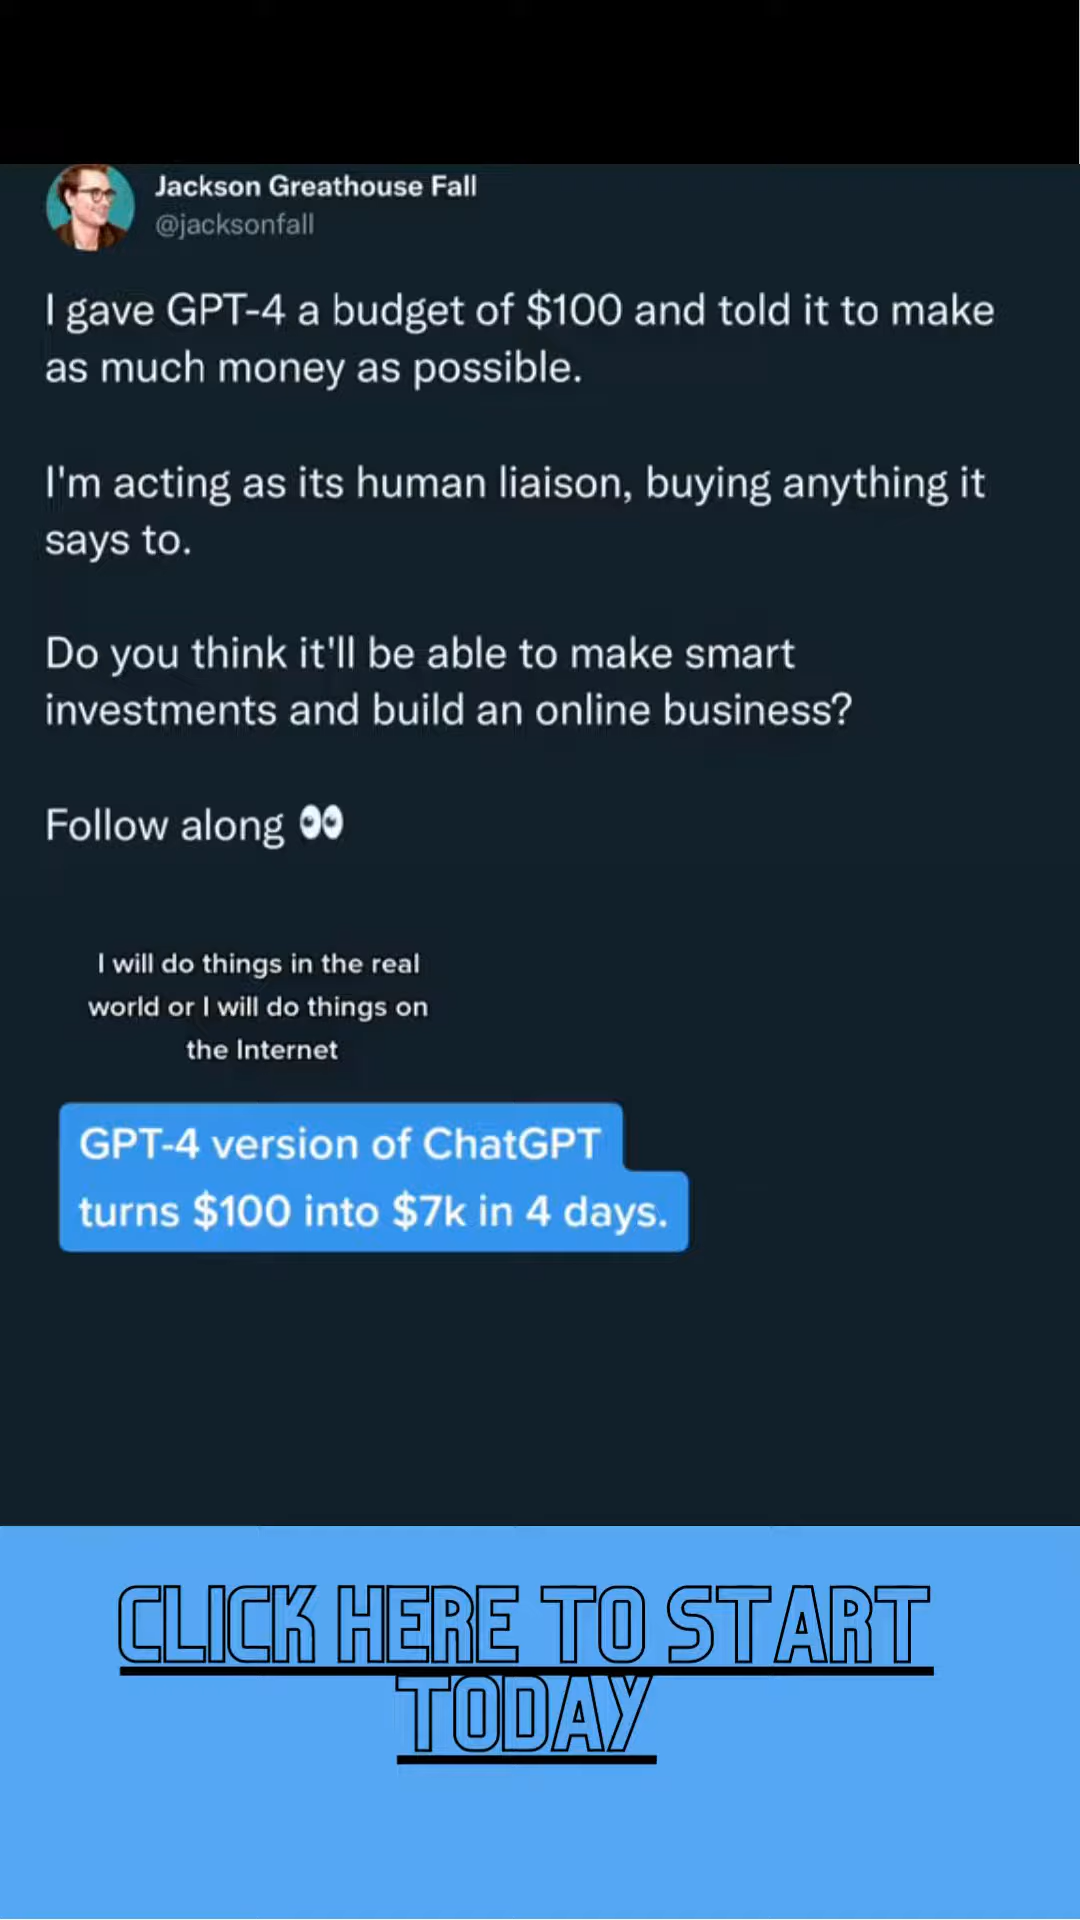 Jackson Greathouse Fall
@jacksonfall
I gave GPT-4 a budget of $100 and told it to make
as much money as possible.
I'm acting as its human liaison, buying anything it
says to.
Do you think it'll be able to make smart
investments and build an online business?
Follow along 👀
I will do things in the real
world or I will do things on
the Internet
GPT-4 version of ChatGPT
turns $100 into $7k in 4 days.
CLICK HERE TO START
TODAY